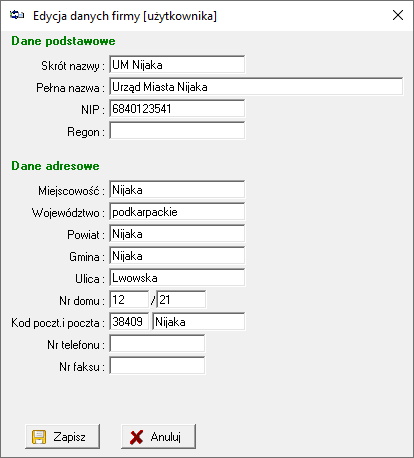 Edycja danych firmy [użytkownika]
Dane podstawowe
Skrót nazwy : UM Nijaka
Pełna nazwa : Urząd Miasta Nijaka
NIP : 6840123541
Regon :
Dane adresowe
Miejscowość : Nijaka
Województwo : podkarpackie
Powiat : Nijaka
Gmina : Nijaka
Ulica : Lwowska
Nr domu : 12 / 21
Kod poczt.i poczta : 38409 Nijaka
Nr telefonu :
Nr faksu :
Zapisz Anuluj